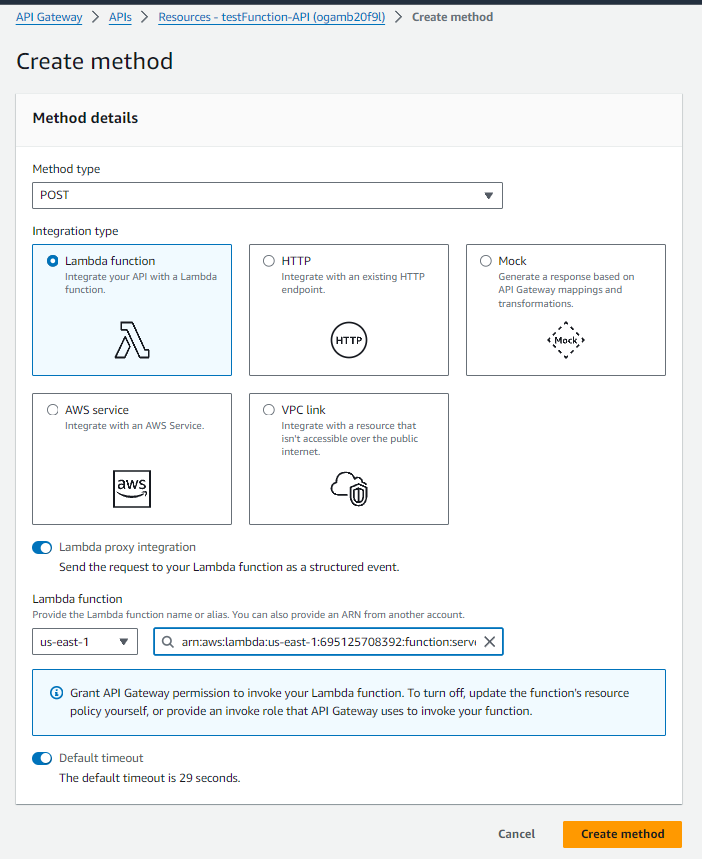 API Gateway > APIs > Resources - testFunction-API (ogamb20f9l) > Create method
Create method
Method details
Method type
POST
Integration type
Lambda function
Integrate your API with a Lambda
function.
HTTP
Integrate with an existing HTTP
endpoint.
HTTP
Mock
Generate a response based on
API Gateway mappings and
transformations.
Mock
AWS service
Integrate with an AWS Service.
aws
VPC link
Integrate with a resource that
isn't accessible over the public
internet.
Lambda proxy integration
Send the request to your Lambda function as a structured event.
Lambda function
Provide the Lambda function name or alias. You can also provide an ARN from another account.
us-east-1
arn:aws:lambda:us-east-1:695125708392:function:serv
Grant API Gateway permission to invoke your Lambda function. To turn off, update the function's resource
policy yourself, or provide an invoke role that API Gateway uses to invoke your function.
Default timeout
The default timeout is 29 seconds.
Cancel
Create method